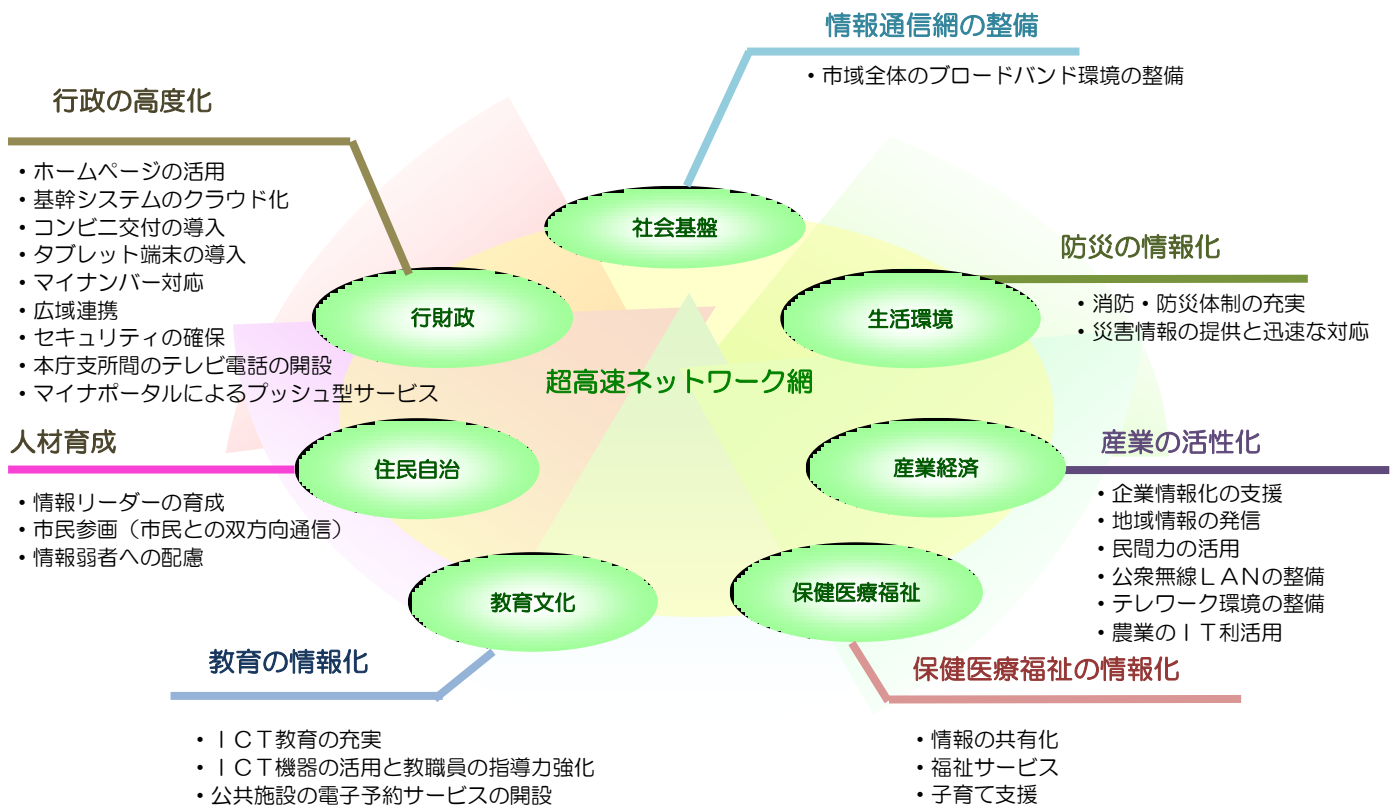 情報通信網の整備
・市域全体のブロードバンド環境の整備
行政の高度化
・ホームページの活用
・基幹システムのクラウド化
・コンビニ交付の導入
・タブレット端末の導入
・マイナンバー対応
・広域連携
・セキュリティの確保
・本庁支所間のテレビ電話の開設
・マイナポータルによるプッシュ型サービス
社会基盤
行財政
生活環境
防災の情報化
・消防・防災体制の充実
・災害情報の提供と迅速な対応
超高速ネットワーク網
人材育成
・情報リーダーの育成
・市民参画（市民との双方向通信）
・情報弱者への配慮
住民自治
産業経済
産業の活性化
・企業情報化の支援
・地域情報の発信
・民間力の活用
・公衆無線ＬＡＮの整備
・テレワーク環境の整備
・農業のＩＴ利活用
教育文化
保健医療福祉
教育の情報化
・ＩＣＴ教育の充実
・ＩＣＴ機器の活用と教職員の指導力強化
・公共施設の電子予約サービスの開設
保健医療福祉の情報化
・情報の共有化
・福祉サービス
・子育て支援